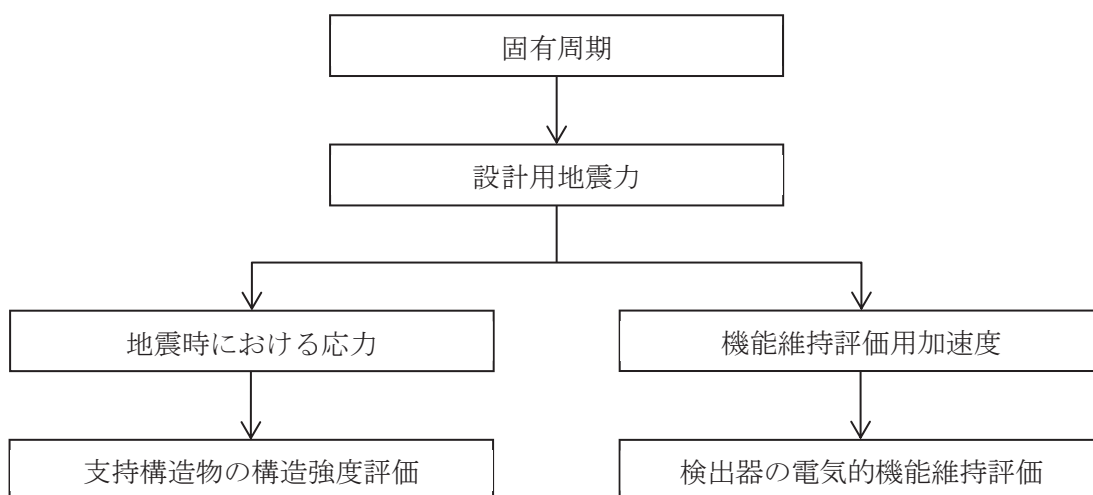 固有周期
設計用地震力
地震時における応力
機能維持評価用加速度
支持構造物の構造強度評価
検出器の電気的機能維持評価